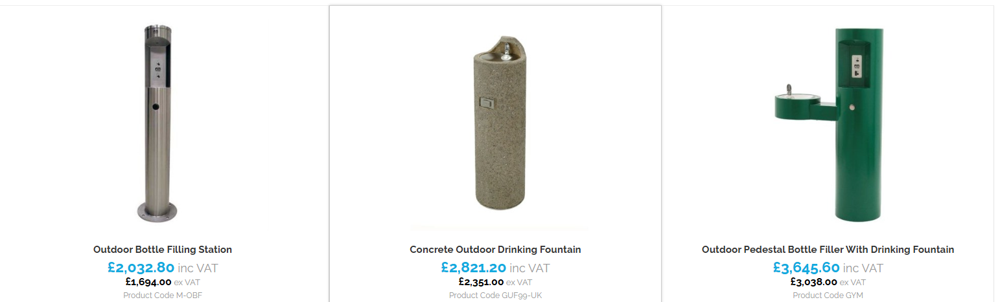 Outdoor Bottle Filling Station
£2,032.80 inc VAT
£1,694.00 ex VAT
Product Code M-OBF
Concrete Outdoor Drinking Fountain
£2,821.20 inc VAT
£2,351.00 ex VAT
Product Code GUF99-UK
Outdoor Pedestal Bottle Filler With Drinking Fountain
£3,645.60 inc VAT
£3,038.00 ex VAT
Product Code GYM